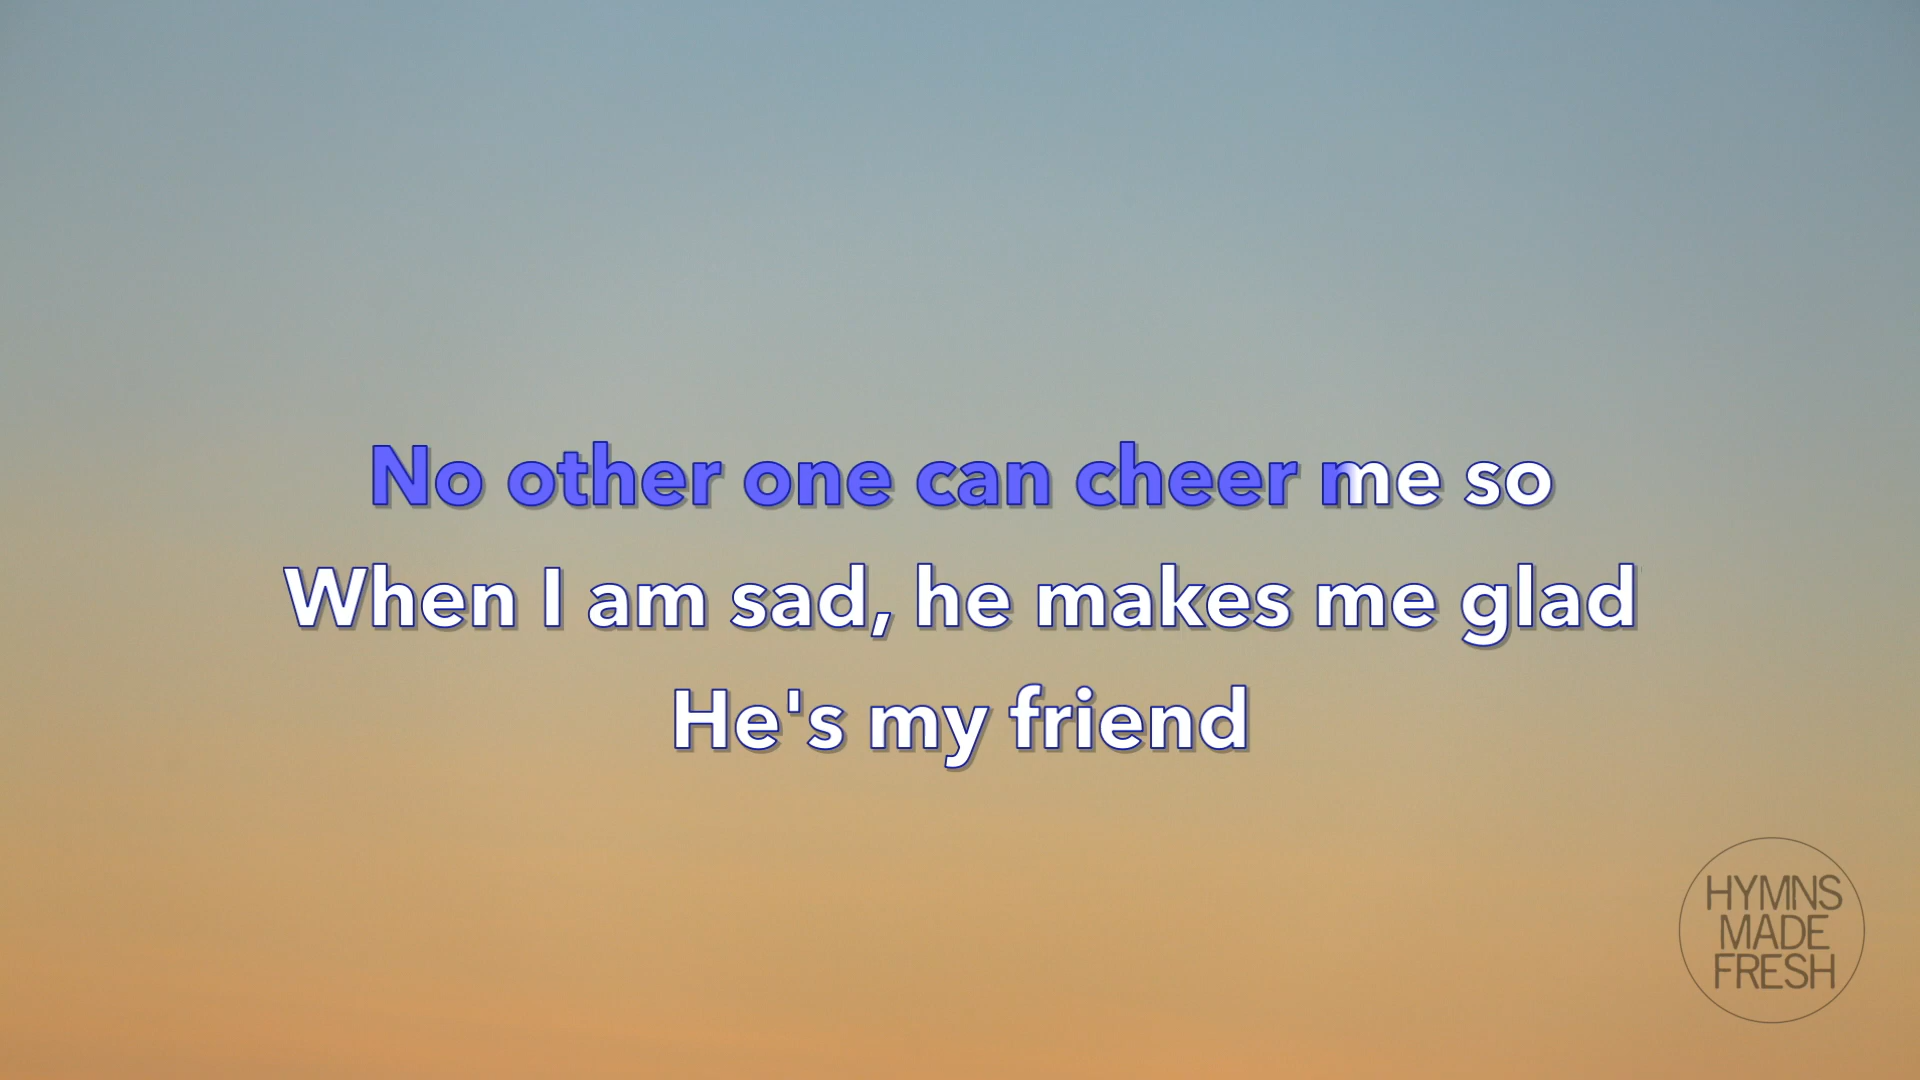 No other one can cheer me so
When I am sad, he makes me glad
He's my friend
HYMNS
MADE
FRESH